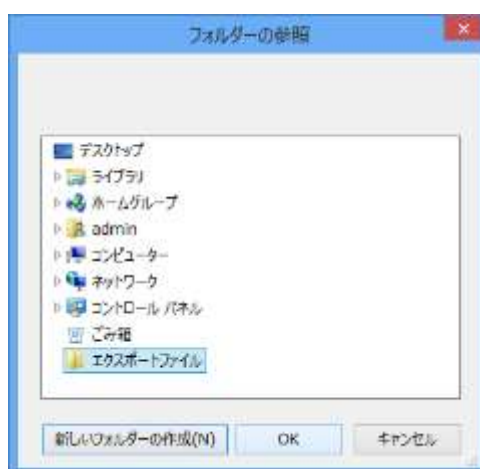 フォルダーの参照
デスクトップ
ライブラリ
ホームグループ
admin
コンピューター
ネットワーク
コントロール パネル
ごみ箱
エクスポートファイル
新しいフォルダーの作成(N) OK キャンセル